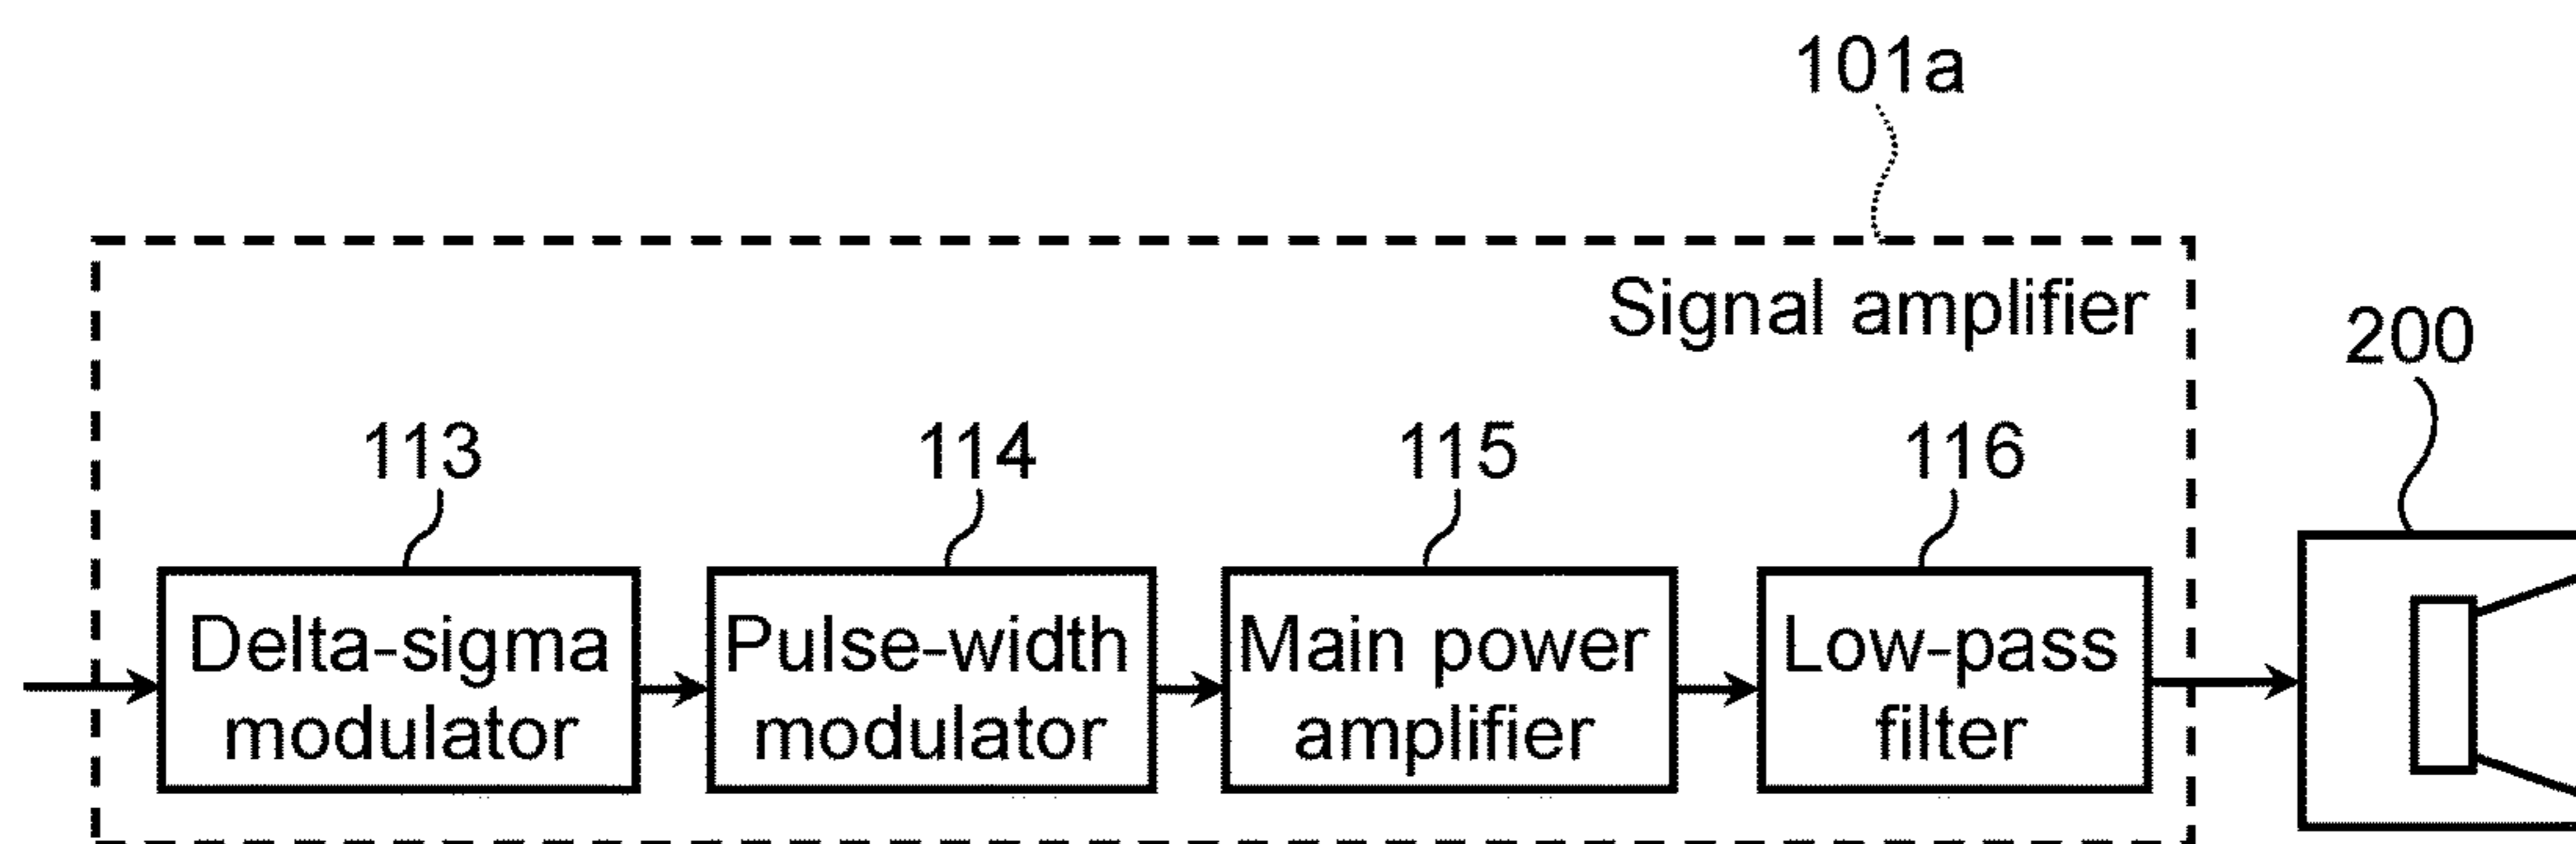 101a
Signal amplifier
200
113 114 115 116
Delta-sigma
modulator
Pulse-width
modulator
Main power
amplifier
Low-pass
filter